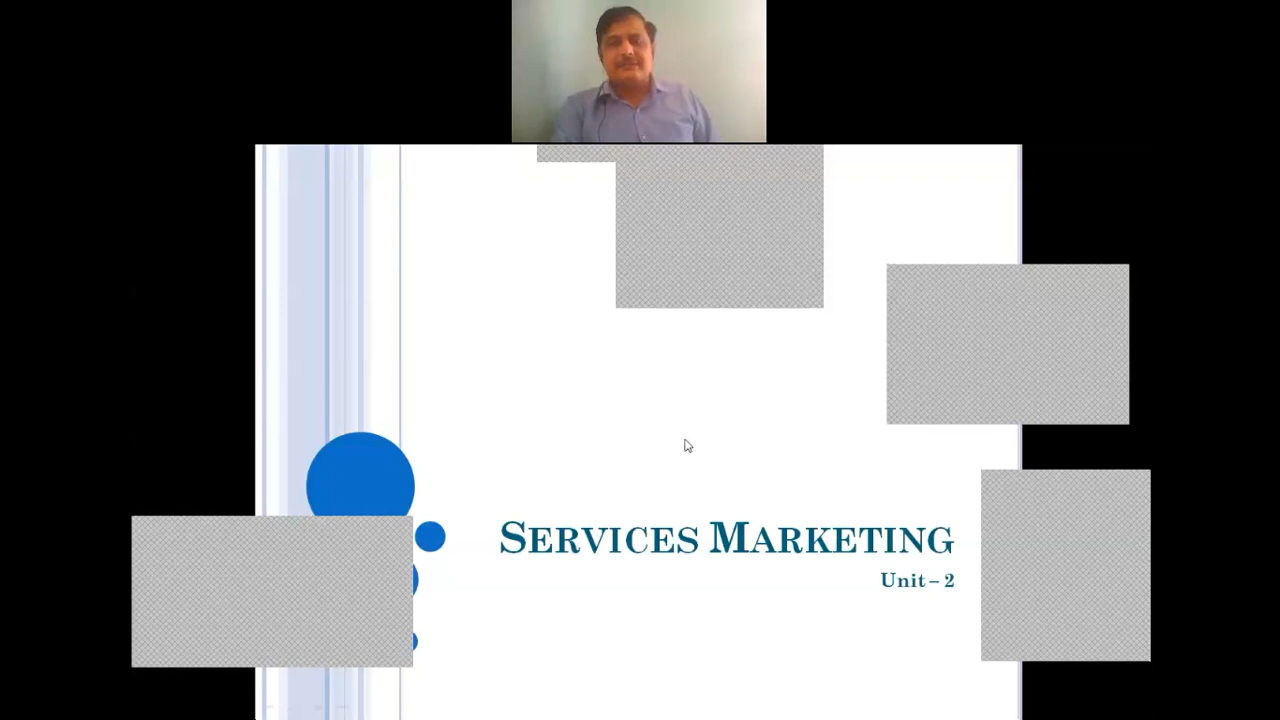 SERVICES MARKETING
Unit – 2